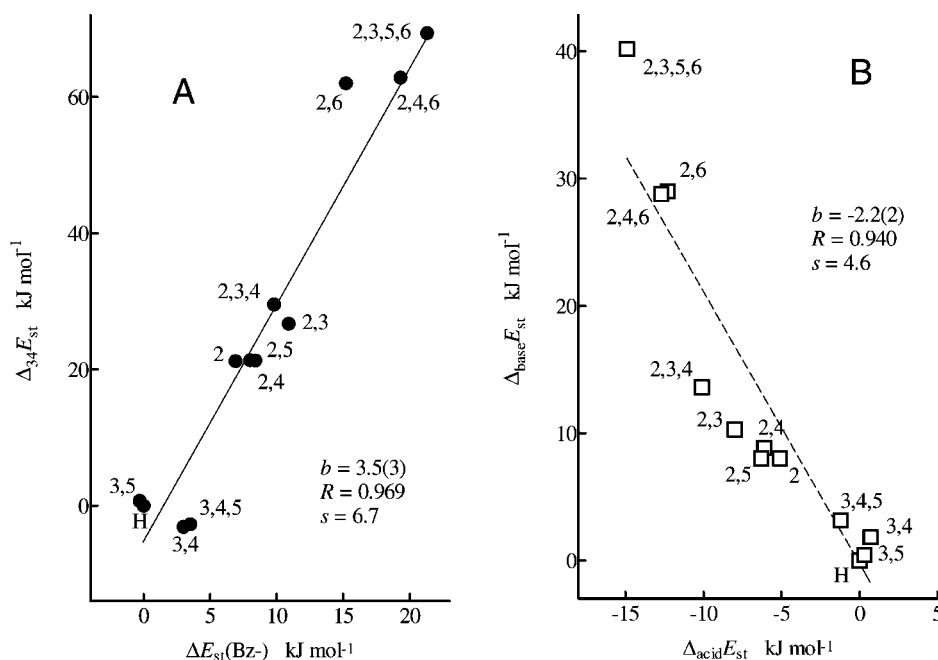 A
60
40
20
0
Δ34Est kJ mol-1
2,3,5,6
2,6
2,4,6
2,3,4
2,3
2
2,5
2,4
3,5
H
3,4,5
3,4
b = 3.5(3)
R = 0.969
s = 6.7
0 5 10 15 20
ΔEst(Bz-) kJ mol-1
B
40
30
20
10
0
ΔbaseEst kJ mol-1
2,3,5,6
2,6
2,4,6
b = -2.2(2)
R = 0.940
s = 4.6
2,3,4
2,3
2,4
2,5
2
3,4,5
3,4
3,5
H
-15 -10 -5 0 5
ΔacidEst kJ mol-1